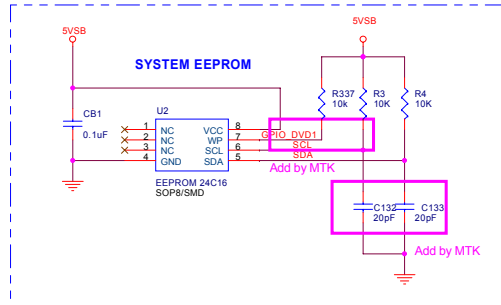 5VSB
5VSB
SYSTEM EEPROM
U2
R337
10k
R3
10K
R4
10K
CB1
0.1uF
1 NC VCC 8
2 NC WP 7 GPIO_DVD1
3 NC SCL 6 SCL
4 GND SDA 5 SDA
Add by MTK
EEPROM 24C16
SOP8/SMD
C132
20pF
C133
20pF
Add by MTK